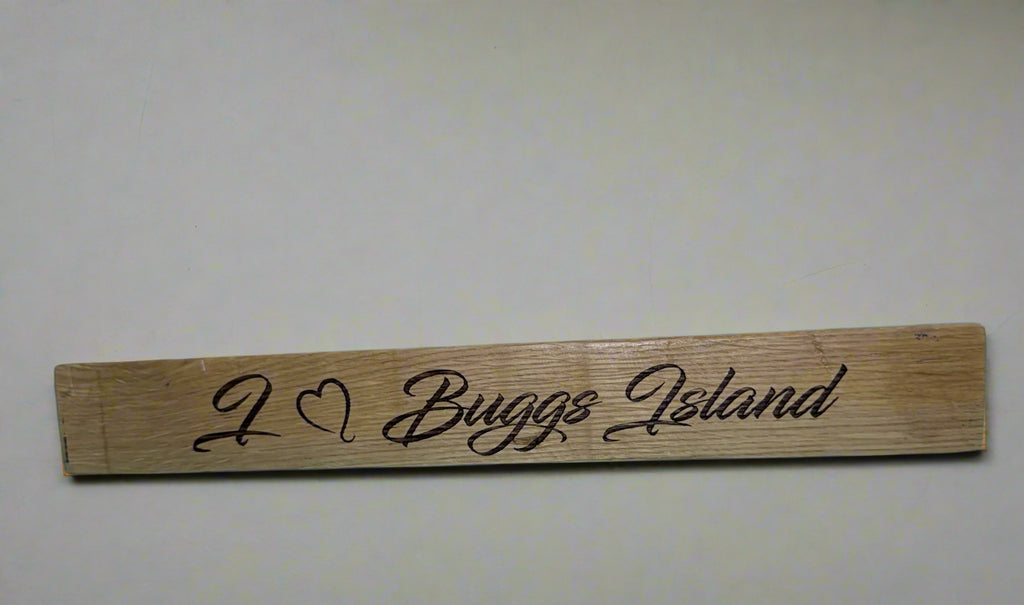 I ♡ Buggs Island